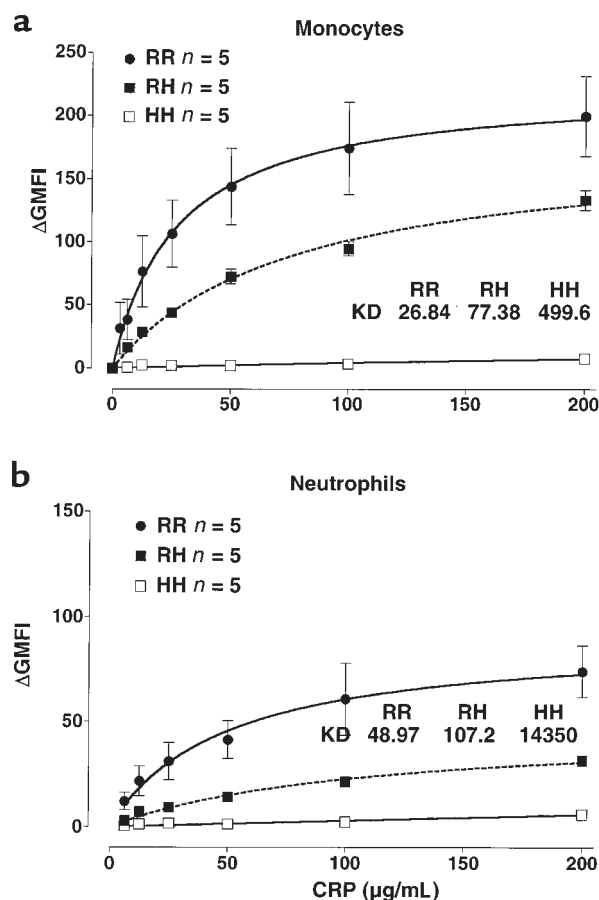 a
Monocytes
250
200
150
100
50
0
ΔGMFI
RR n = 5
RH n = 5
HH n = 5
RR RH HH
KD 26.84 77.38 499.6
0 50 100 200
b
Neutrophils
150
100
50
0
ΔGMFI
RR n = 5
RH n = 5
HH n = 5
RR RH HH
KD 48.97 107.2 14350
0 50 100 200
CRP (µg/mL)